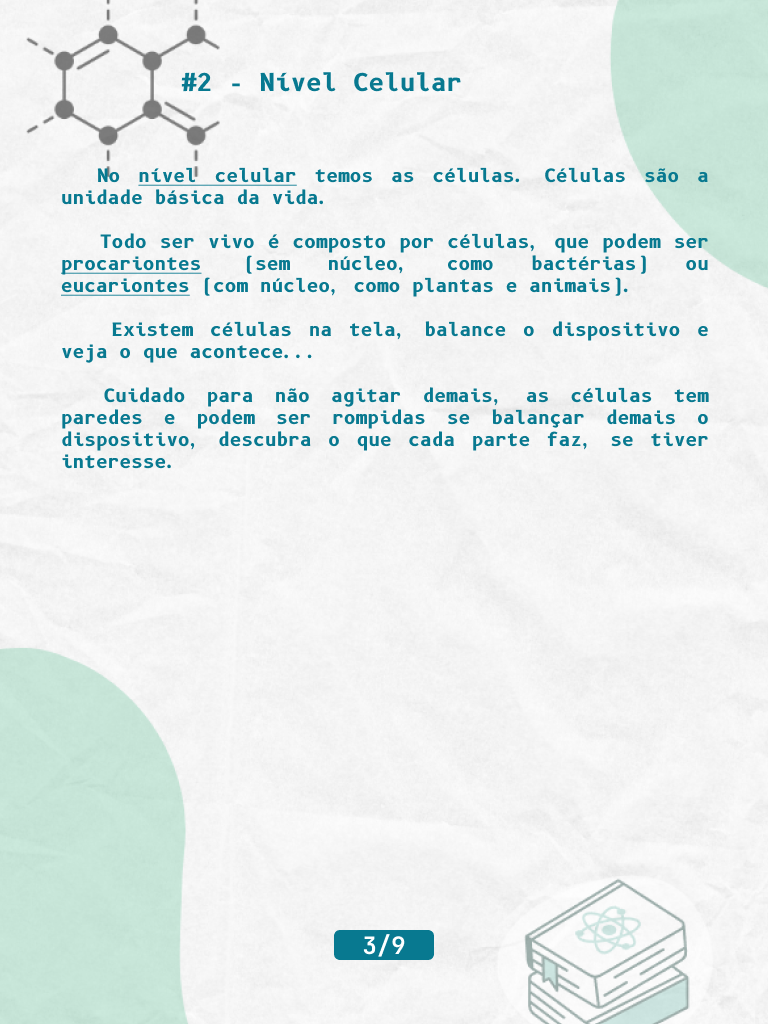 #2 - Nível Celular
No nível celular temos as células. Células são a
unidade básica da vida.
Todo ser vivo é composto por células, que podem ser
procariontes (sem núcleo, como bactérias) ou
eucariontes (com núcleo, como plantas e animais).
Existem células na tela, balance o dispositivo e
veja o que acontece...
Cuidado para não agitar demais, as células tem
paredes e podem ser rompidas se balançar demais o
dispositivo, descubra o que cada parte faz, se tiver
interesse.
3/9